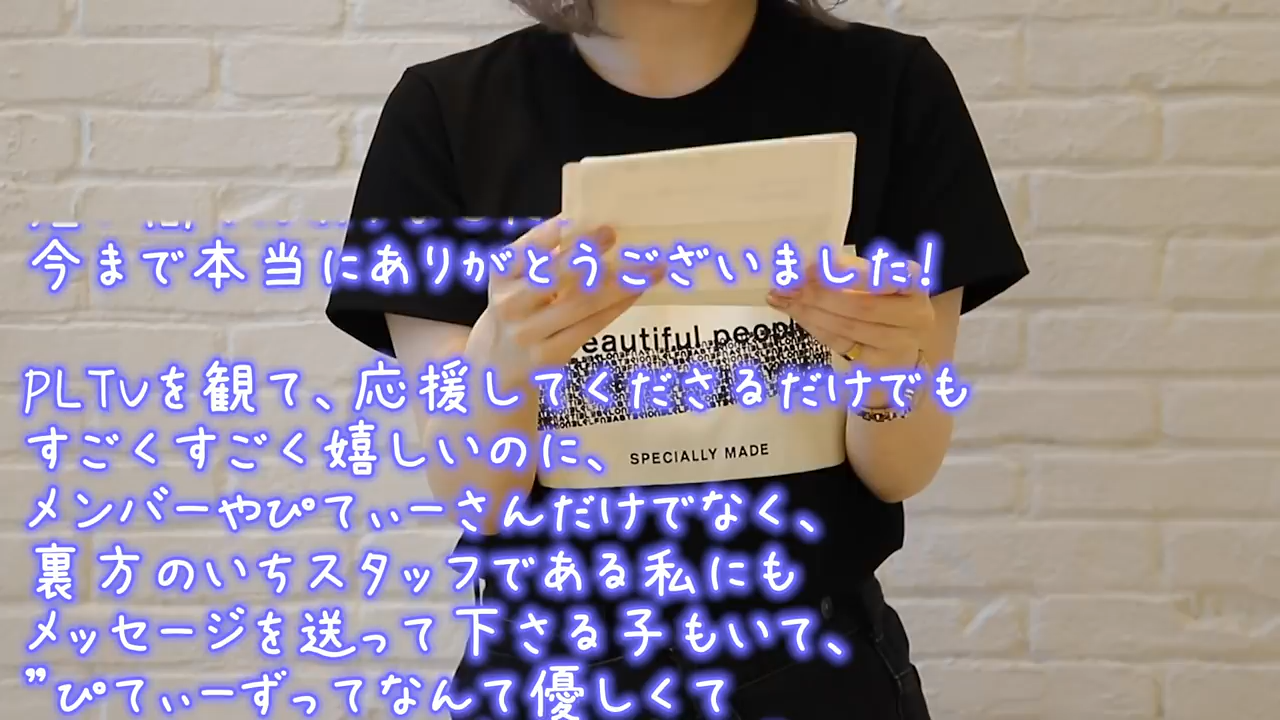 今まで本当にありがとうございました!
eautiful peop
SPECIALLY MADE
PLTVを観て、応援してくださるだけでも
すごくすごく嬉しいのに、
メンバーやぴてぃーさんだけでなく、
裏方のいちスタッフである私にも
メッセージを送って下さる子もいて、
”ぴてぃーずってなんて優しくて